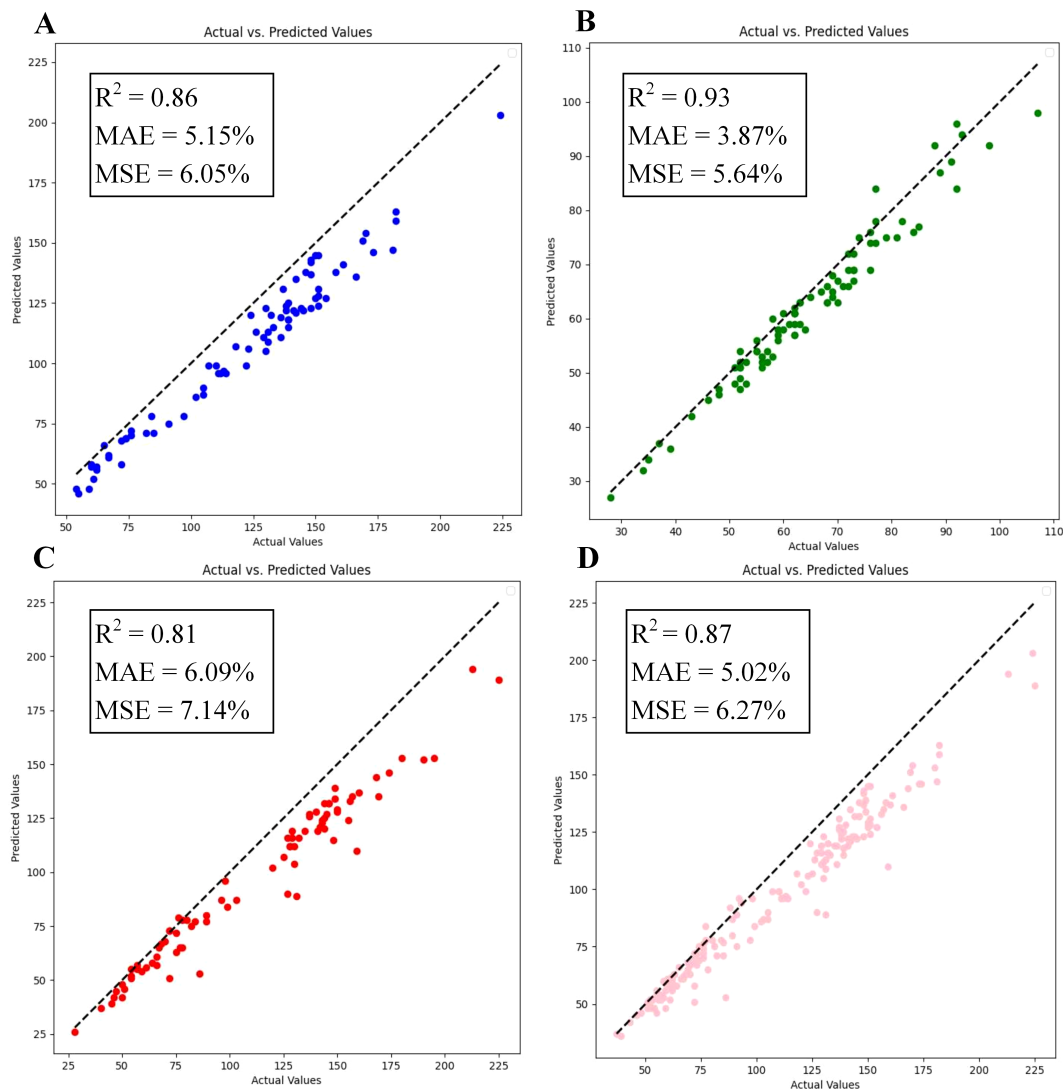 A
Actual vs. Predicted Values
R² = 0.86
MAE = 5.15%
MSE = 6.05%
225
200
175
150
125
100
75
50
Predicted Values
50 75 100 125 150 175 200 225
Actual Values
B
Actual vs. Predicted Values
R² = 0.93
MAE = 3.87%
MSE = 5.64%
110
100
90
80
70
60
50
40
30
Predicted Values
30 40 50 60 70 80 90 100 110
Actual Values
C
Actual vs. Predicted Values
R² = 0.81
MAE = 6.09%
MSE = 7.14%
225
200
175
150
125
100
75
50
25
Predicted Values
25 50 75 100 125 150 175 200 225
Actual Values
D
Actual vs. Predicted Values
R² = 0.87
MAE = 5.02%
MSE = 6.27%
225
200
175
150
125
100
75
50
Predicted Values
50 75 100 125 150 175 200 225
Actual Values